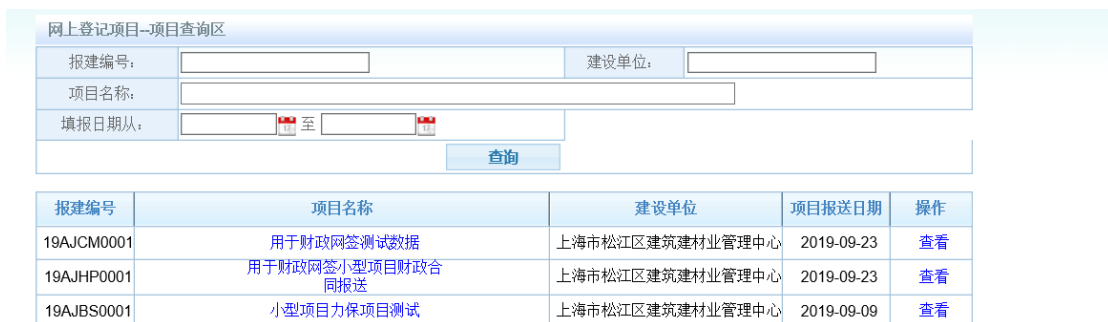 网上登记项目--项目查询区
报建编号： 建设单位：
项目名称：
填报日期从： 至
查询
报建编号 项目名称 建设单位 项目报送日期 操作
19AJCM0001 用于财政网签测试数据 上海市松江区建筑建材业管理中心 2019-09-23 查看
19AJHP0001 用于财政网签小型项目财政合 上海市松江区建筑建材业管理中心 2019-09-23 查看
同报送
19AJBS0001 小型项目力保项目测试 上海市松江区建筑建材业管理中心 2019-09-09 查看